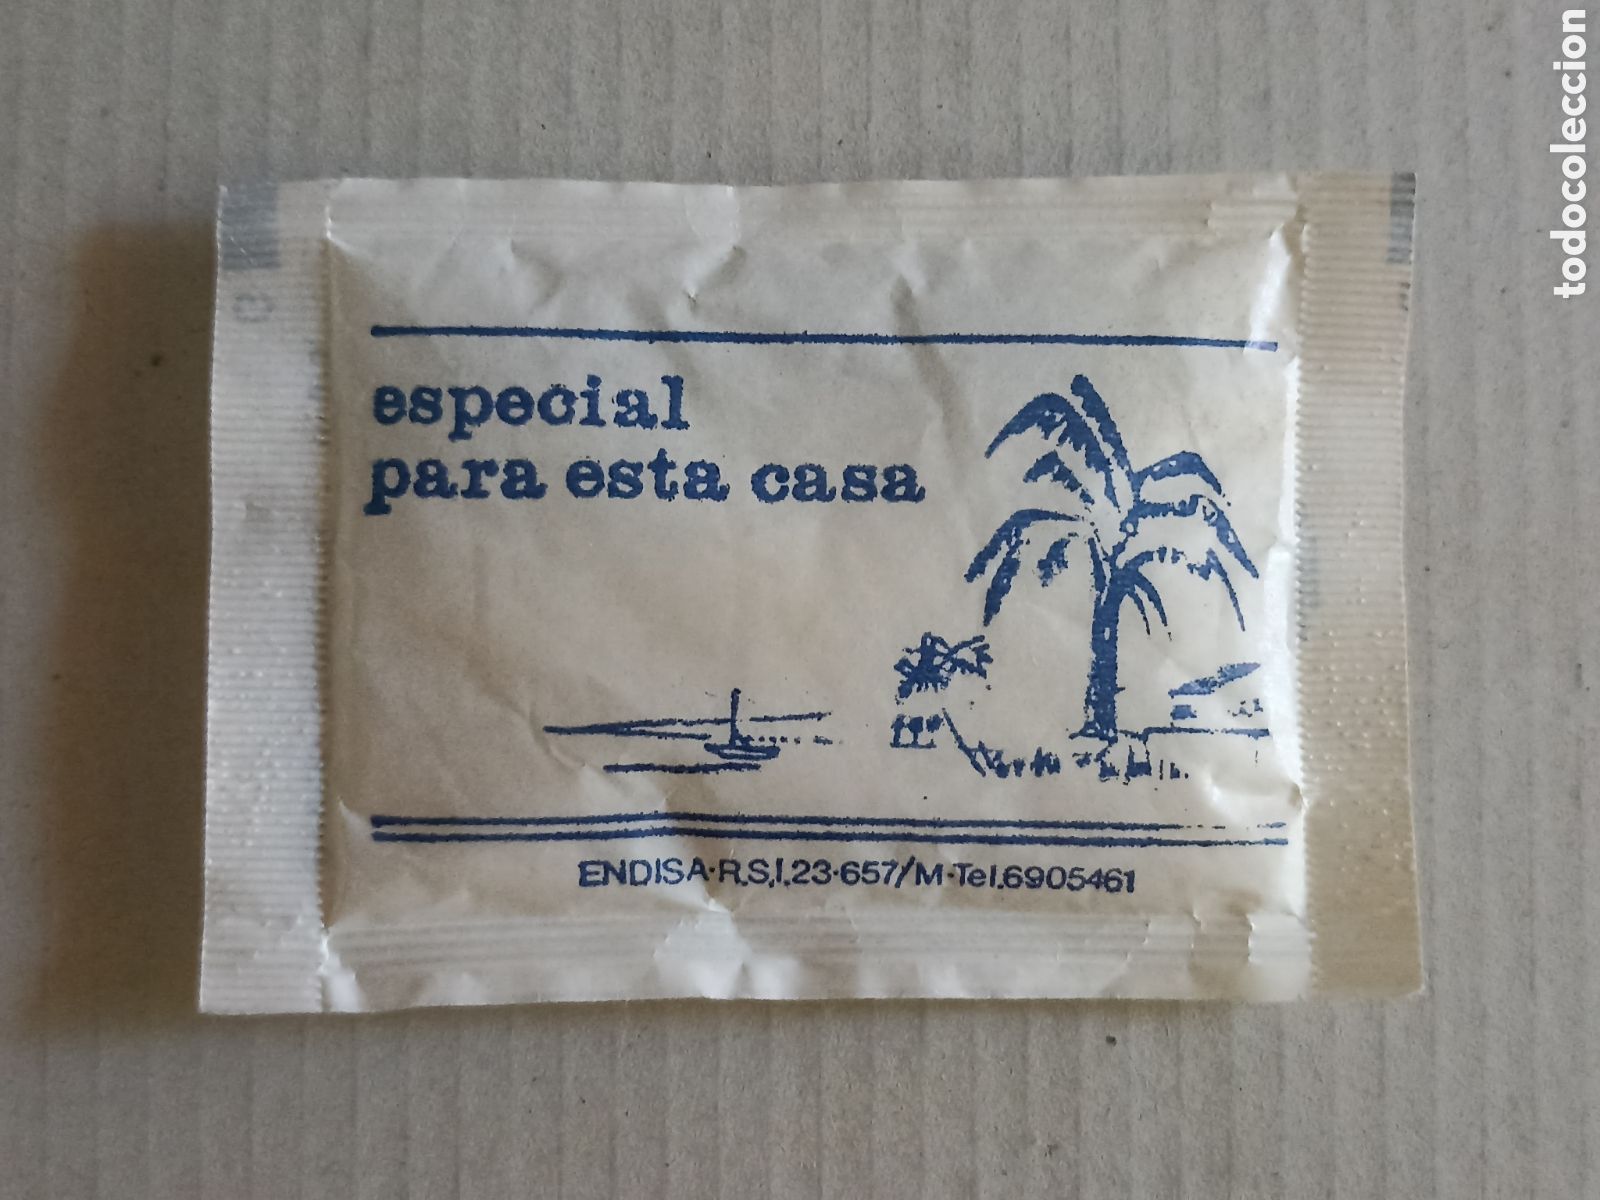 especial
para esta casa
ENDISA·R.S,I.23·657/M·Tel.6905461
todocoleccion